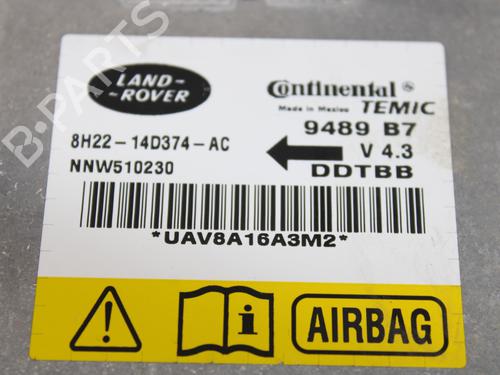 LAND-
ROVER
Continental
TEMIC
Made in Mexico
8H22-14D374-AC
9489 B7
NNW510230
V 4.3
DDTBB
*UAV8A16A3M2*
AIRBAG
B-PARTS